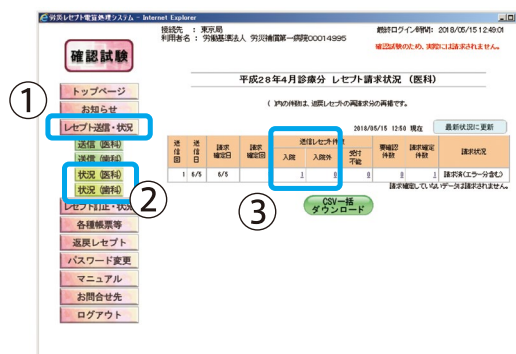 労災レセプト電算処理システム - Internet Explorer
接続先 : 東京局
利用者名 : 労働基準法人 労災補償第一病院00014995
最終ログイン時間: 2018/05/15 12:49:01
確認試験のため、実際には請求されません。
確認試験
平成28年4月診療分 レセプト請求状況 (医科)
①
トップページ
お知らせ
( )内の件数は、返戻レセプトの再請求分の再掲です。
レセプト送信・状況
2018/05/15 12:50 現在
最新状況に更新
送信 (医科)
送信 (歯科)
状況 (医科)
状況 (歯科)
送信回
送信日
請求確定日
請求確定回
送信レセプト件数
入院
入院外
受付不能
要確認件数
請求確定件数
請求状況
1 6/5 6/5 1 0 0 0 1 請求済(エラー分含む)
請求確定していないデータは請求されません。
②
③
CSV一括
ダウンロード
レセプト訂正・状況
各種帳票等
返戻レセプト
パスワード変更
マニュアル
お問合せ先
ログアウト